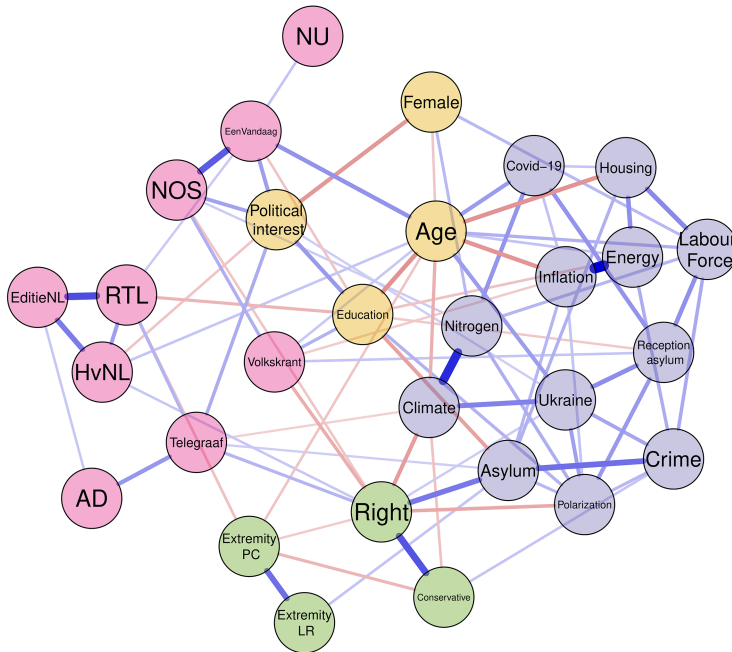 NU
Female
EenVandaag
Covid–19
Housing
NOS
Political
interest
Age
Labour
Force
Energy
Inflation
EditieNL
RTL
Education
Nitrogen
Reception
asylum
Volkskrant
HvNL
Climate
Ukraine
Telegraaf
Crime
Asylum
AD
Right
Polarization
Extremity
PC
Conservative
Extremity
LR